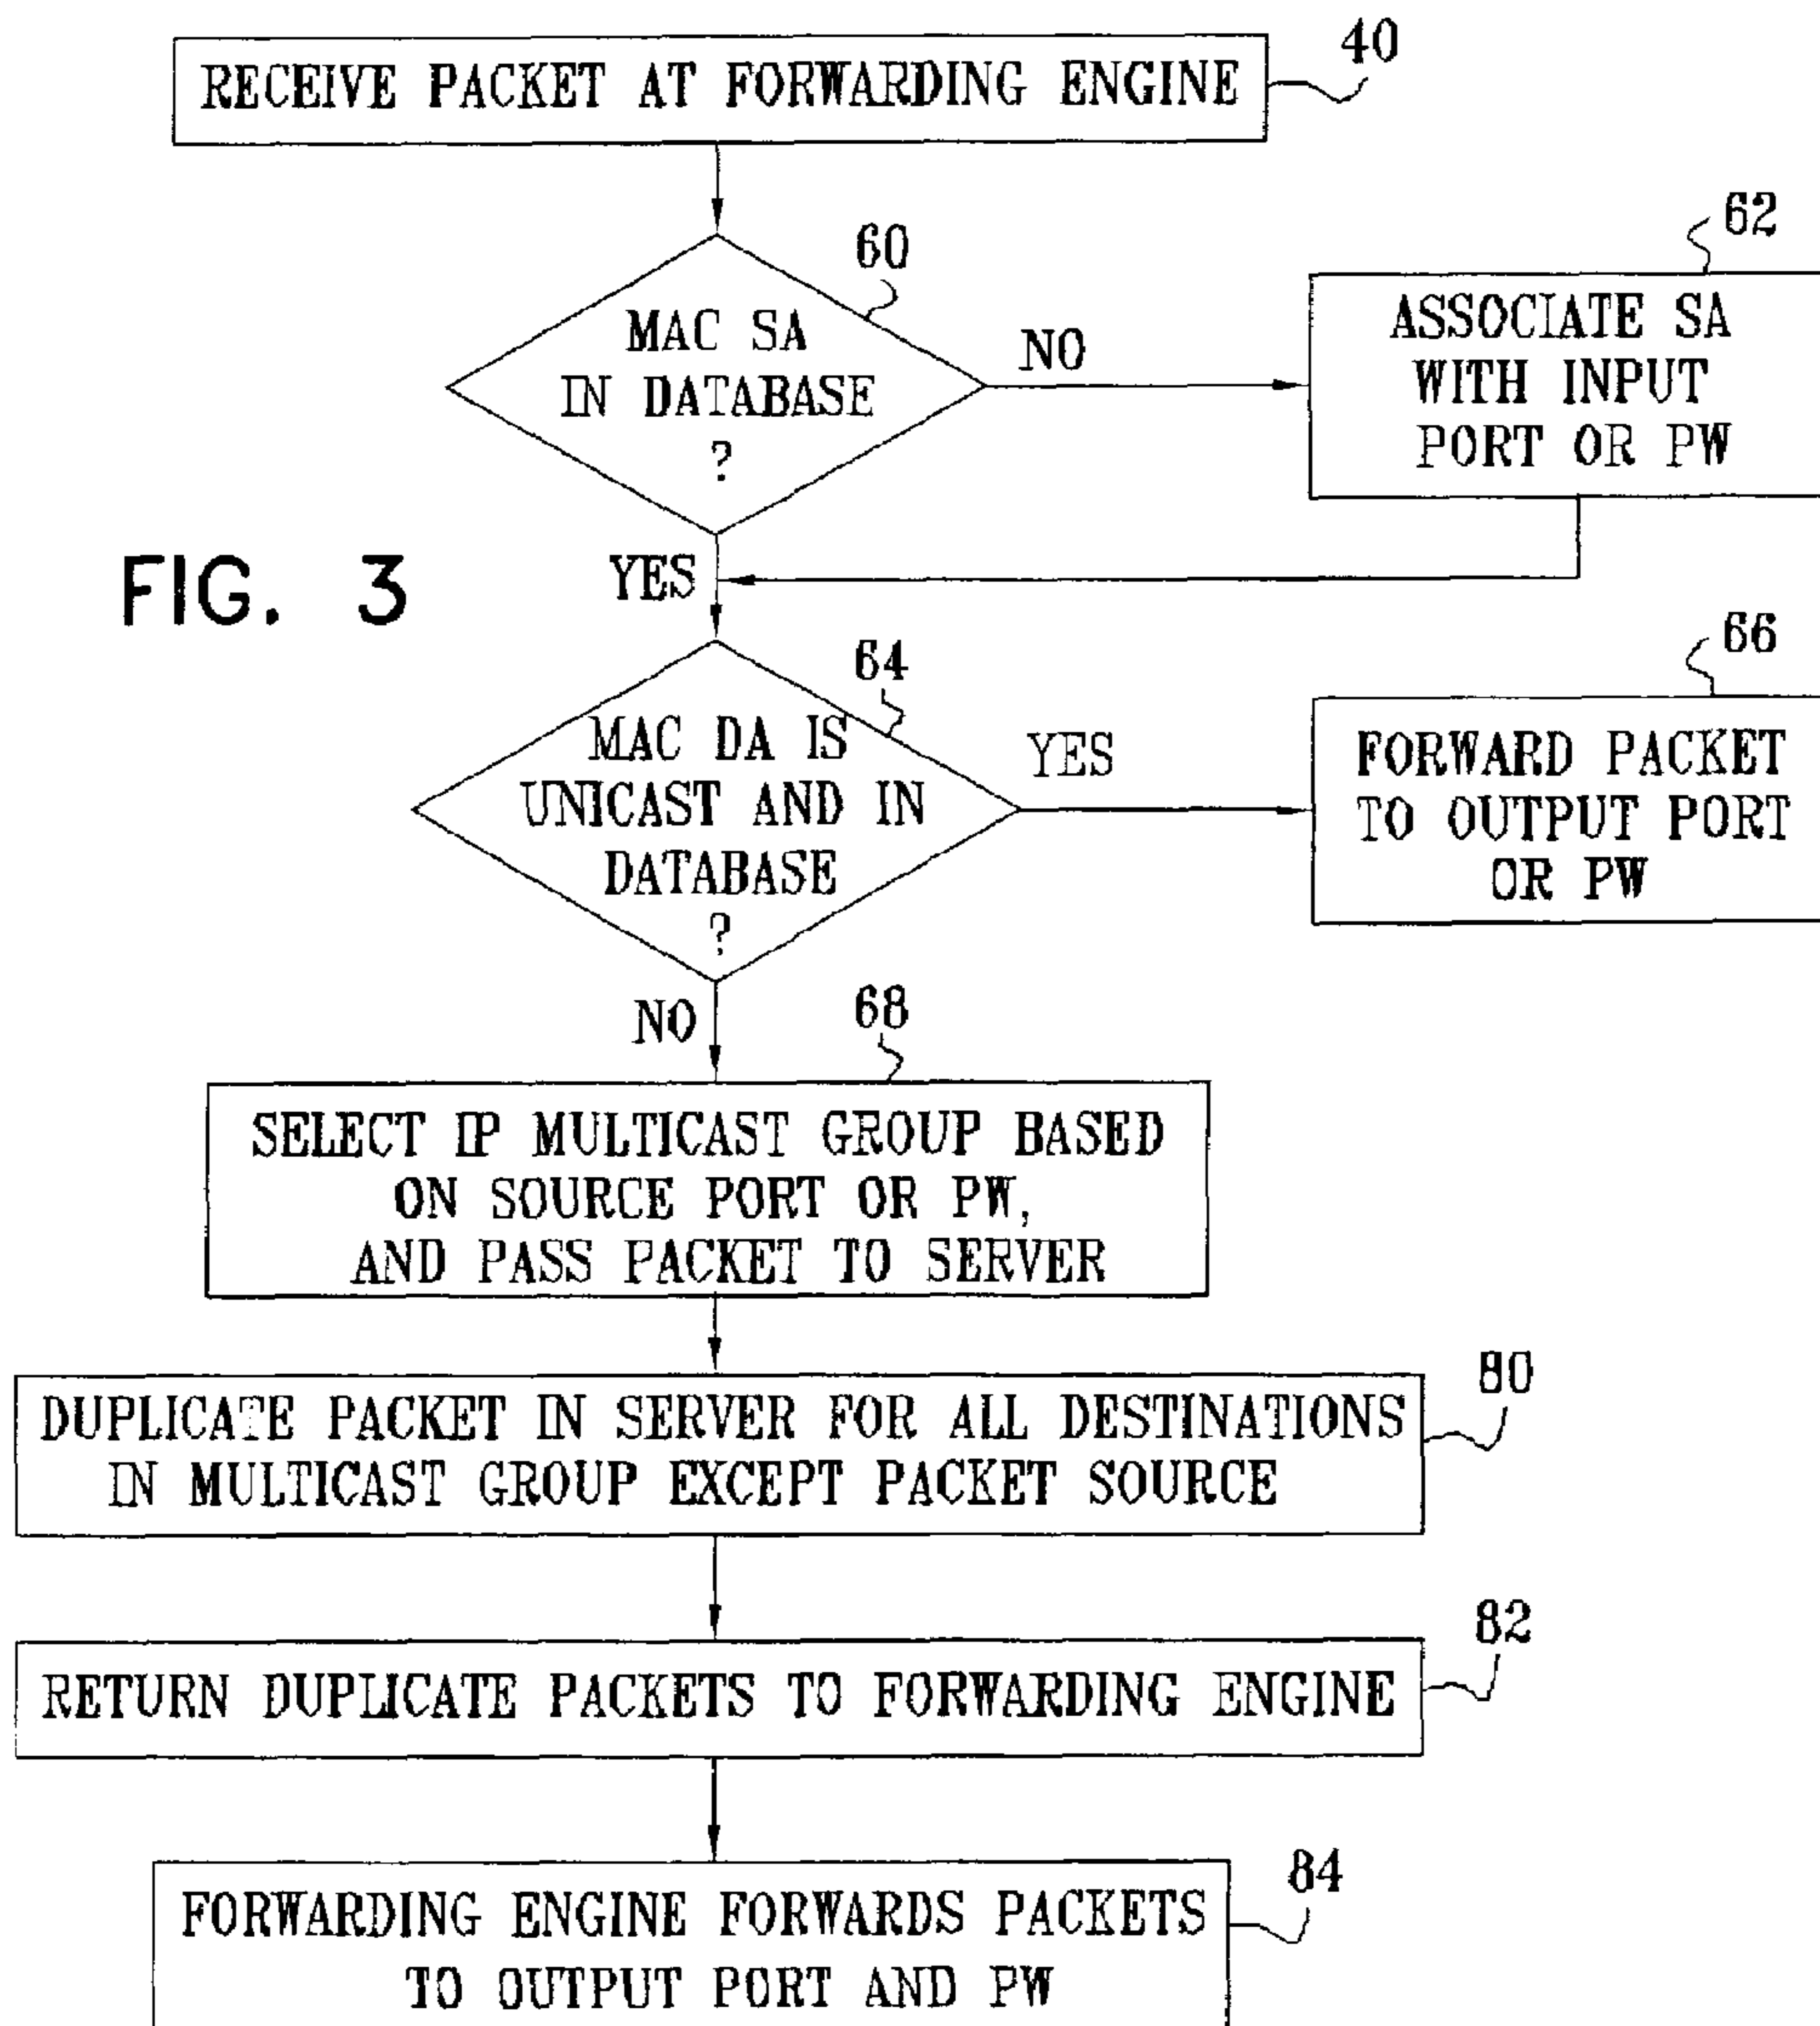 RECEIVE PACKET AT FORWARDING ENGINE
40
60
MAC SA
IN DATABASE
?
NO
62
ASSOCIATE SA
WITH INPUT
PORT OR PW
YES
FIG. 3
64
MAC DA IS
UNICAST AND IN
DATABASE
?
YES
66
FORWARD PACKET
TO OUTPUT PORT
OR PW
NO
68
SELECT IP MULTICAST GROUP BASED
ON SOURCE PORT OR PW,
AND PASS PACKET TO SERVER
80
DUPLICATE PACKET IN SERVER FOR ALL DESTINATIONS
IN MULTICAST GROUP EXCEPT PACKET SOURCE
82
RETURN DUPLICATE PACKETS TO FORWARDING ENGINE
84
FORWARDING ENGINE FORWARDS PACKETS
TO OUTPUT PORT AND PW